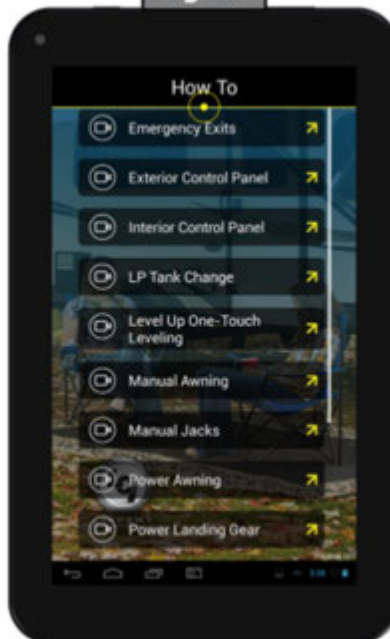 How To
Emergency Exits
Exterior Control Panel
Interior Control Panel
LP Tank Change
Level Up One-Touch
Leveling
Manual Awning
Manual Jacks
Power Awning
Power Landing Gear